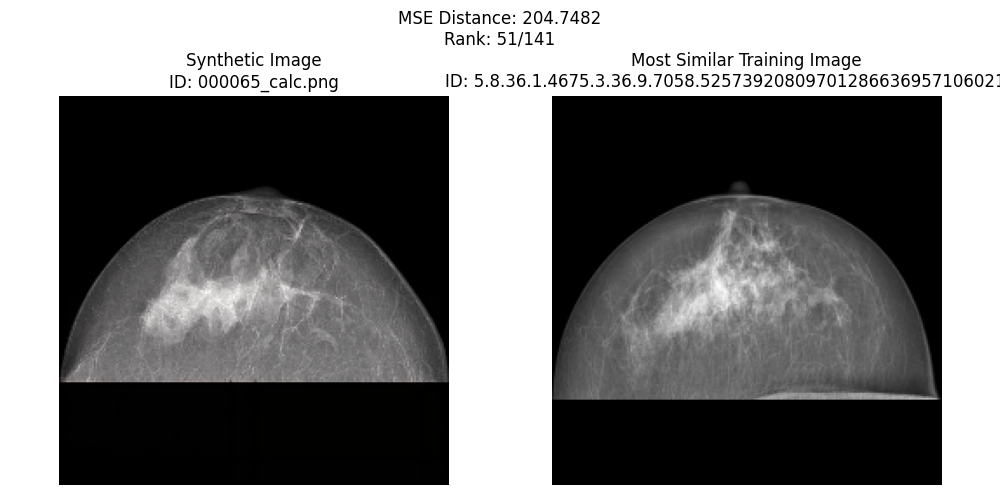 MSE Distance: 204.7482
Rank: 51/141
Synthetic Image
ID: 000065_calc.png
Most Similar Training Image
ID: 5.8.36.1.4675.3.36.9.7058.52573920809701286636957106021